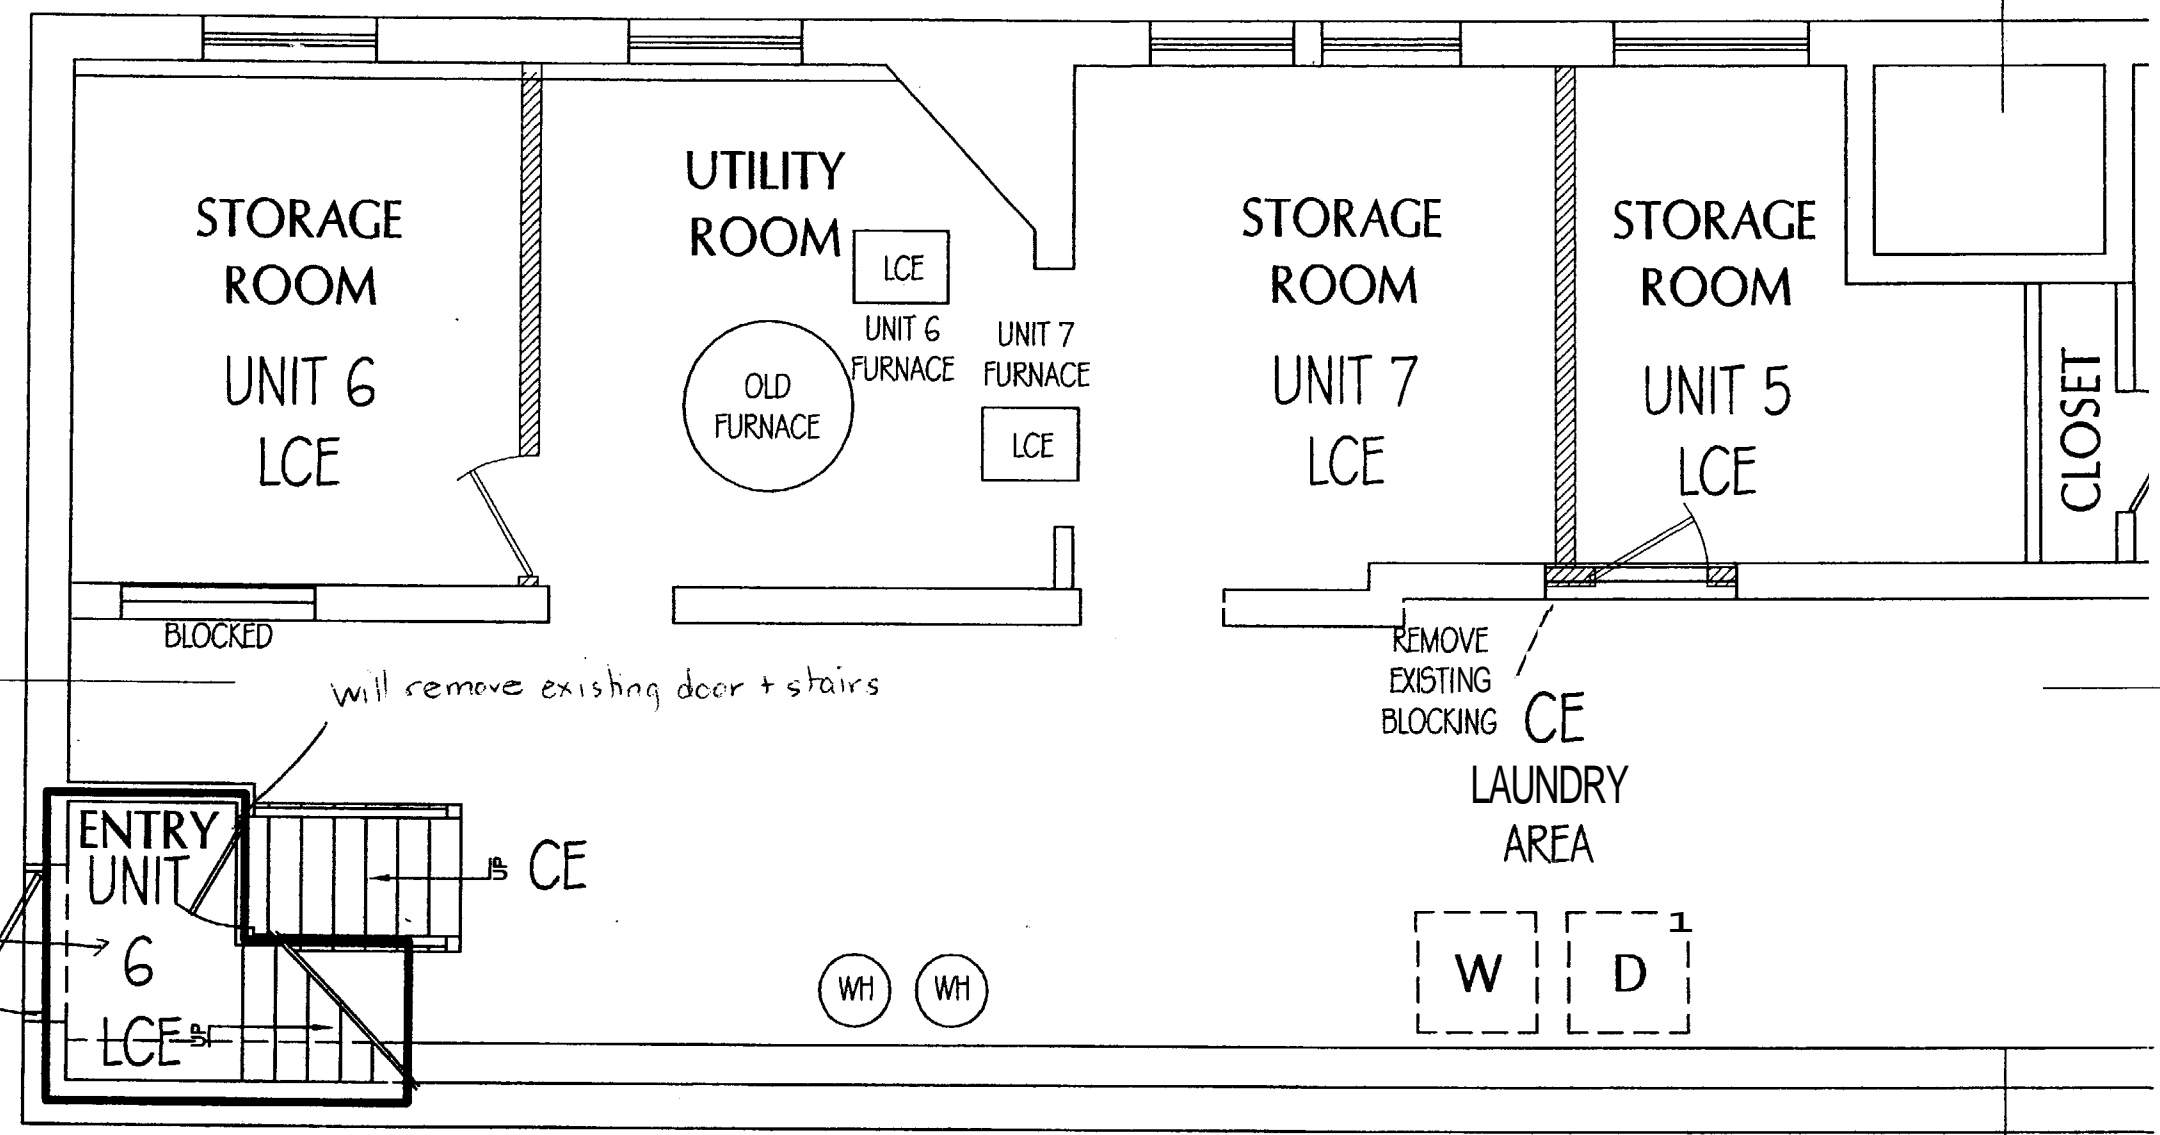 STORAGE
ROOM
UNIT 6
LCE
UTILITY
ROOM
LCE
UNIT 6
FURNACE
UNIT 7
FURNACE
LCE
OLD
FURNACE
STORAGE
ROOM
UNIT 7
LCE
STORAGE
ROOM
UNIT 5
LCE
CLOSET
BLOCKED
will remove existing door + stairs
REMOVE
EXISTING
BLOCKING
CE
LAUNDRY
AREA
ENTRY
UNIT
6
LCE
UP
UP
CE
WH
WH
W
D
1